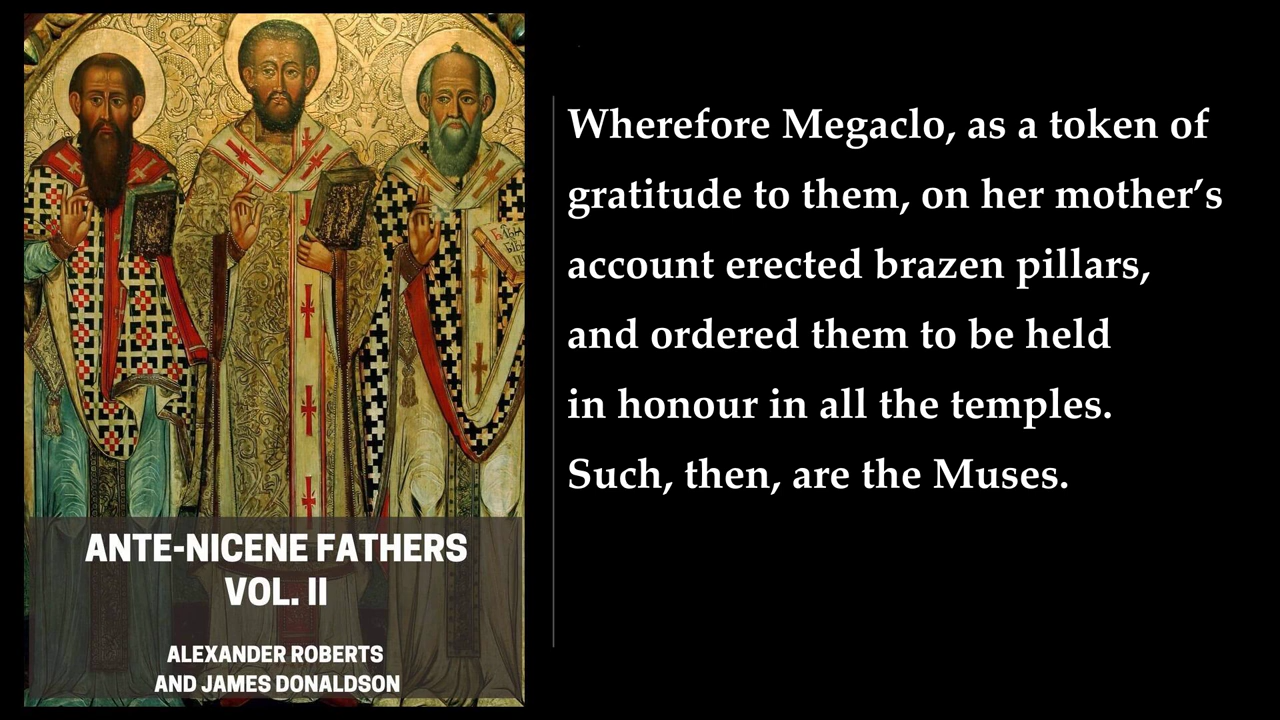 Wherefore Megaclo, as a token of
gratitude to them, on her mother’s
account erected brazen pillars,
and ordered them to be held
in honour in all the temples.
Such, then, are the Muses.
ANTE-NICENE FATHERS
VOL. II
ALEXANDER ROBERTS
AND JAMES DONALDSON